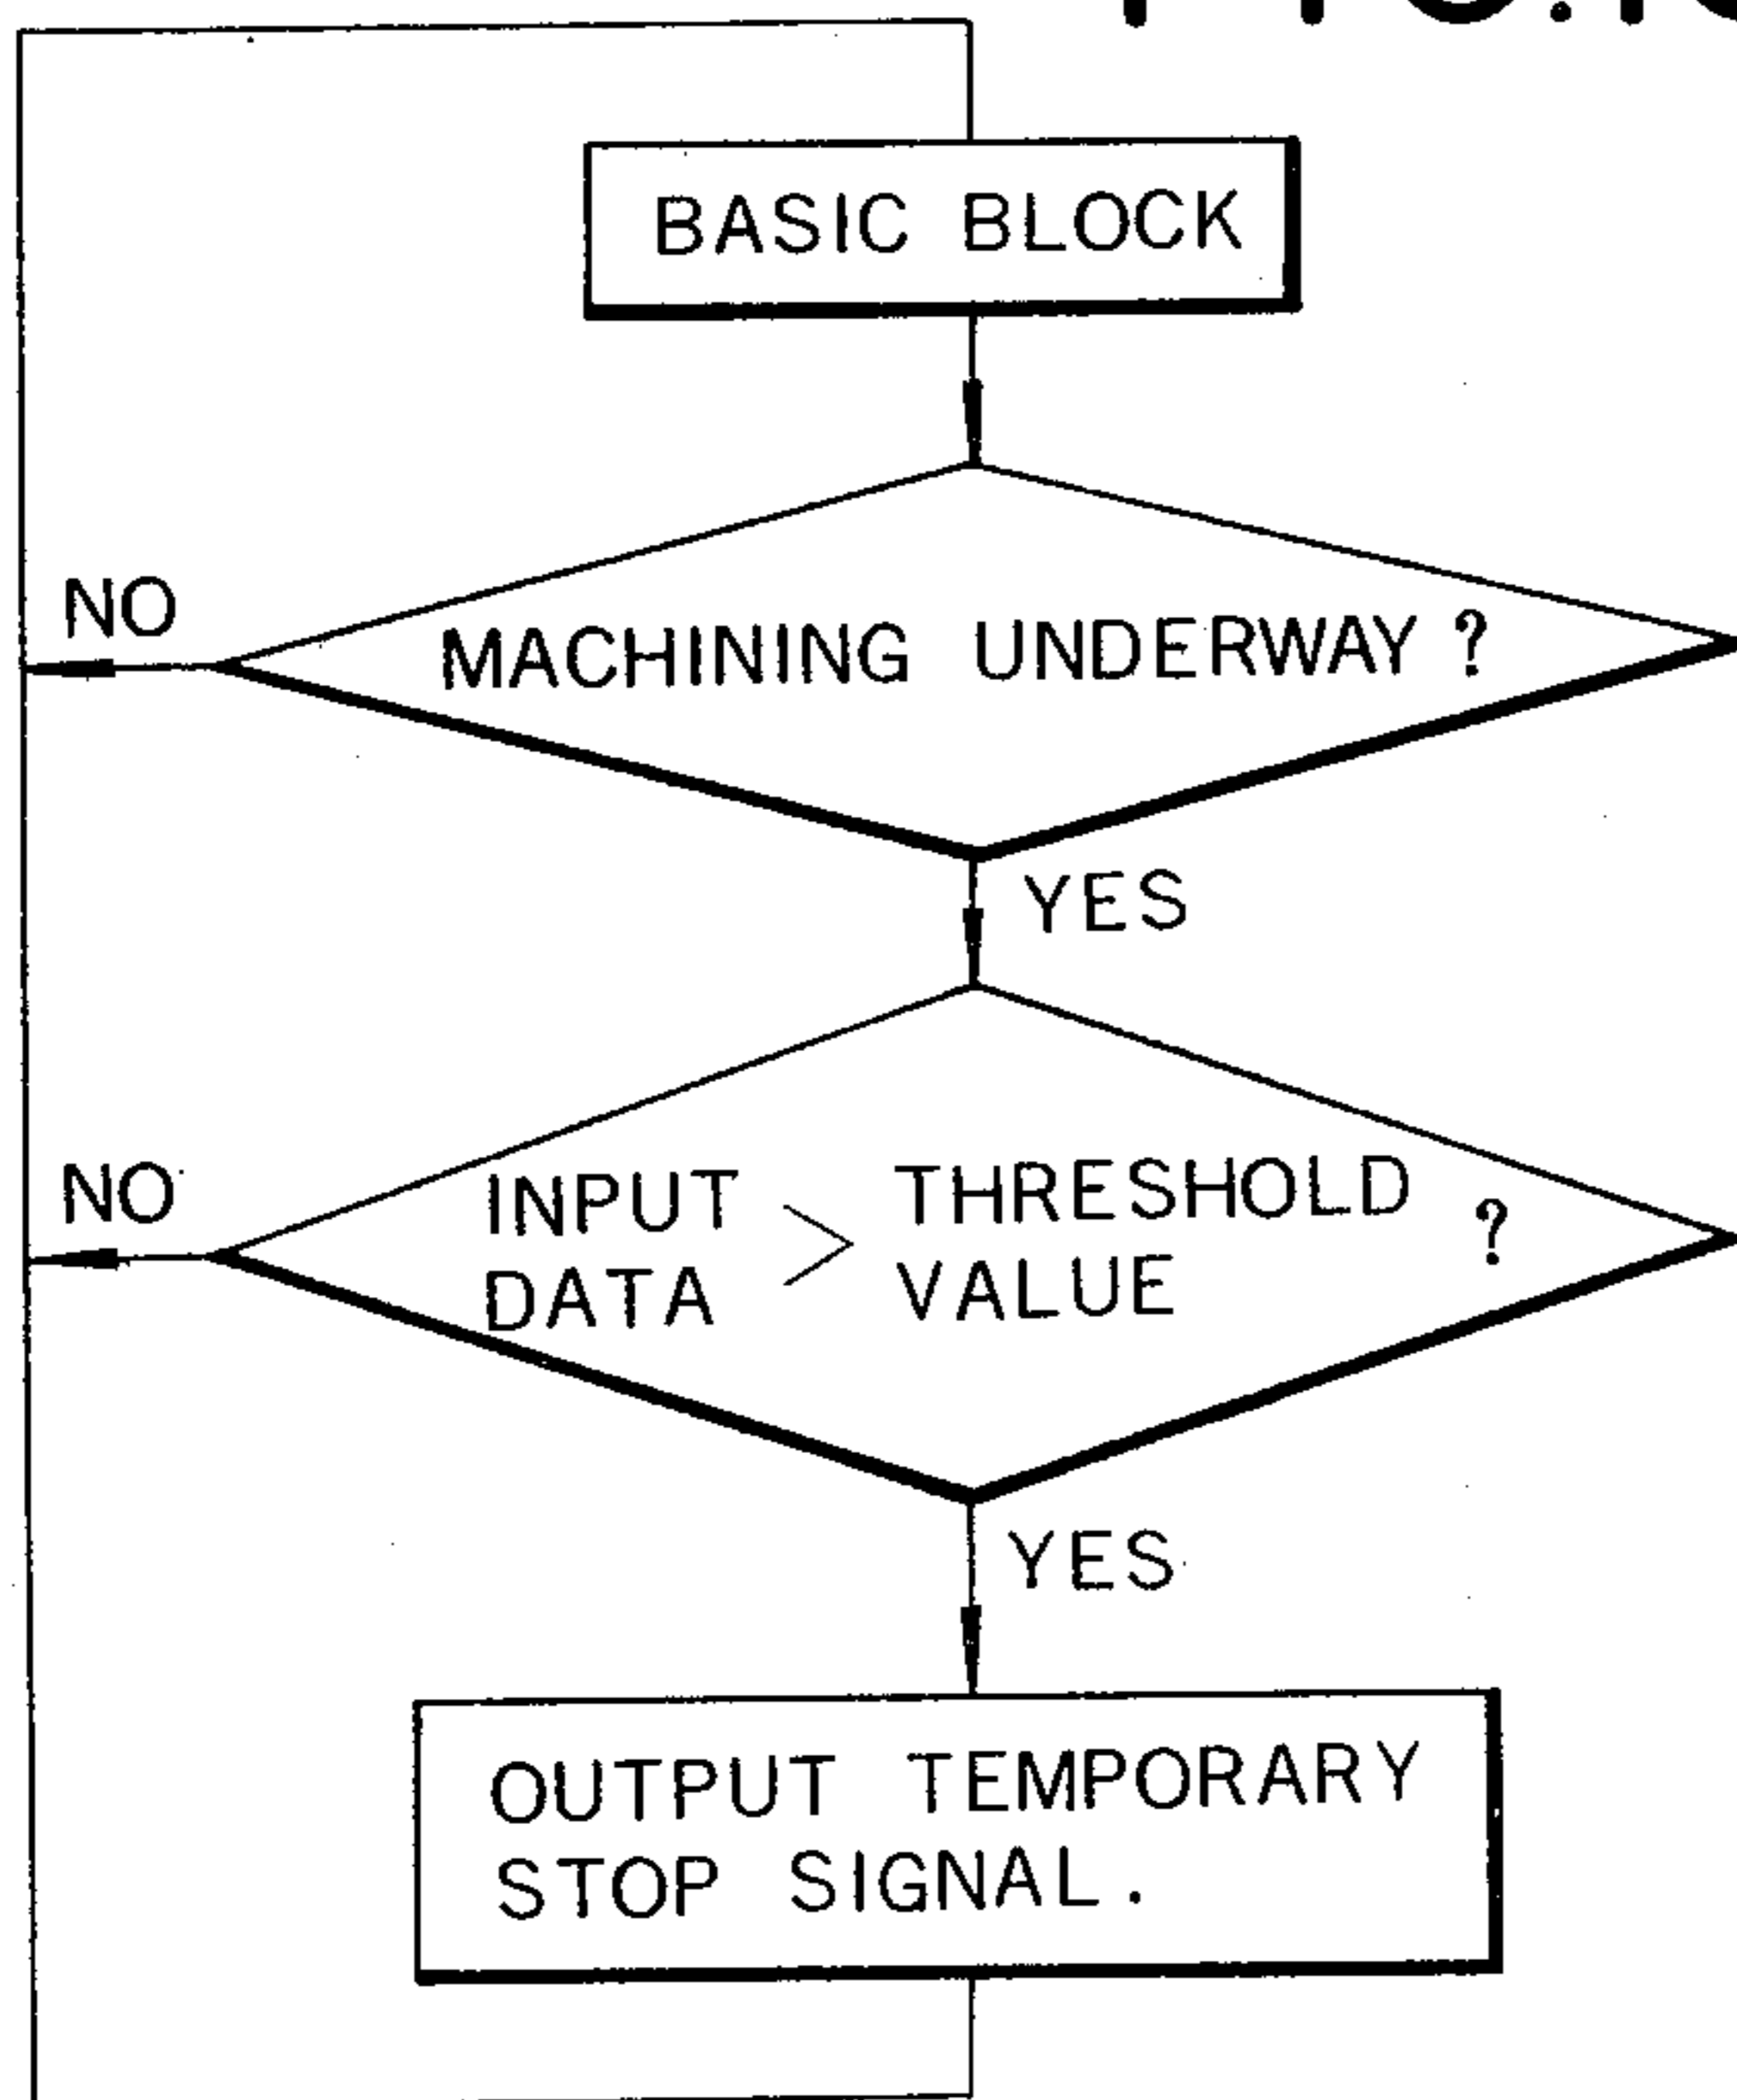 BASIC BLOCK
NO
MACHINING UNDERWAY ?
YES
NO
INPUT DATA > THRESHOLD VALUE ?
YES
OUTPUT TEMPORARY
STOP SIGNAL.